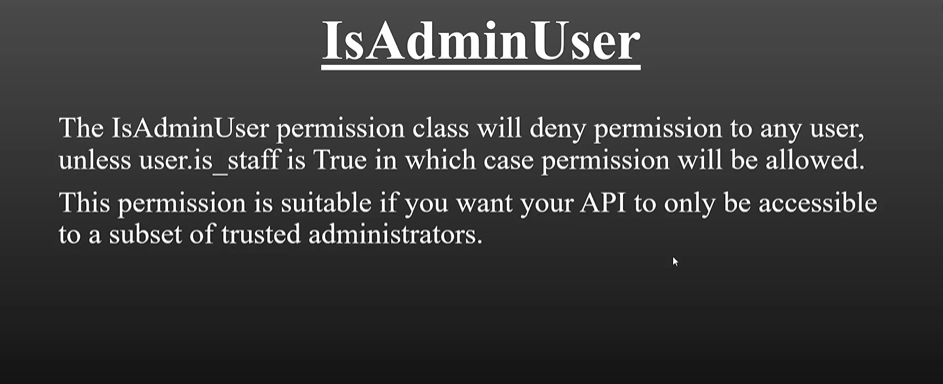 IsAdminUser
The IsAdminUser permission class will deny permission to any user,
unless user.is_staff is True in which case permission will be allowed.
This permission is suitable if you want your API to only be accessible
to a subset of trusted administrators.